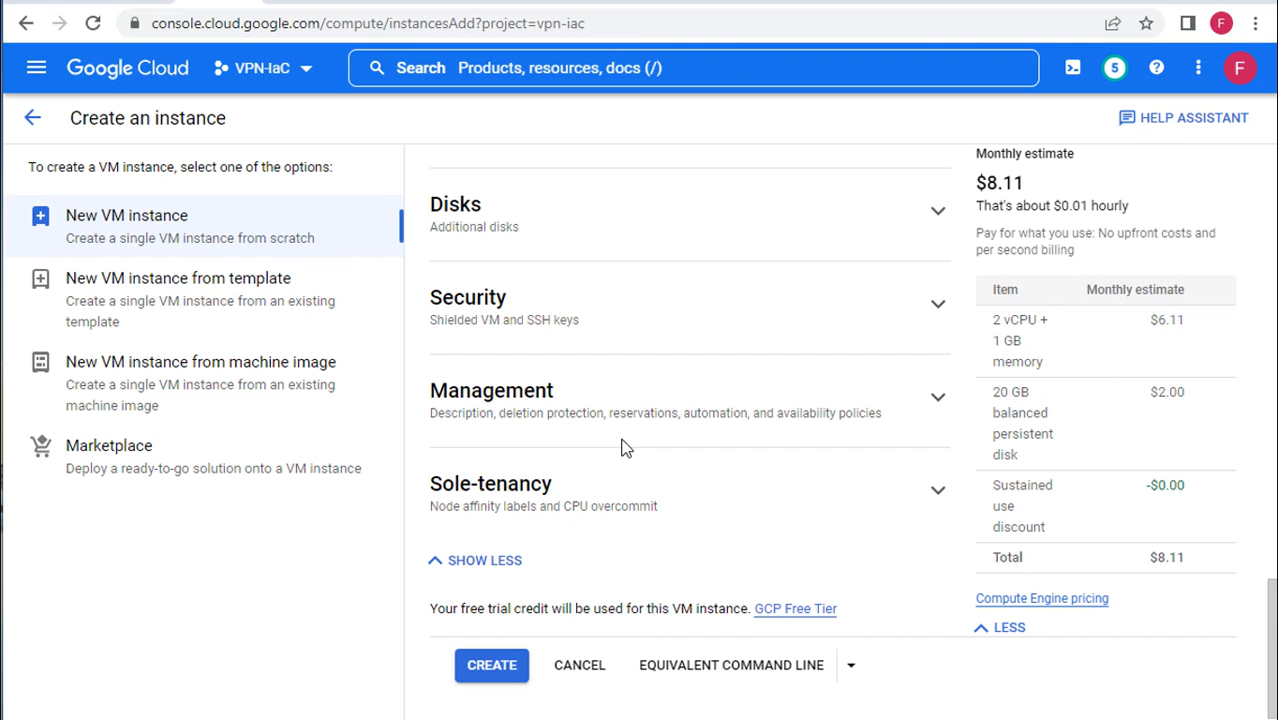 console.cloud.google.com/compute/instancesAdd?project=vpn-iac
F
Google Cloud
VPN-IaC
Search Products, resources, docs (/)
5
F
Create an instance
HELP ASSISTANT
To create a VM instance, select one of the options:
New VM instance
Create a single VM instance from scratch
New VM instance from template
Create a single VM instance from an existing
template
New VM instance from machine image
Create a single VM instance from an existing
machine image
Marketplace
Deploy a ready-to-go solution onto a VM instance
Disks
Additional disks
Security
Shielded VM and SSH keys
Management
Description, deletion protection, reservations, automation, and availability policies
Sole-tenancy
Node affinity labels and CPU overcommit
SHOW LESS
Your free trial credit will be used for this VM instance. GCP Free Tier
CREATE
CANCEL
EQUIVALENT COMMAND LINE
Monthly estimate
$8.11
That's about $0.01 hourly
Pay for what you use: No upfront costs and
per second billing
Item Monthly estimate
2 vCPU + $6.11
1 GB
memory
20 GB $2.00
balanced
persistent
disk
Sustained -$0.00
use
discount
Total $8.11
Compute Engine pricing
LESS